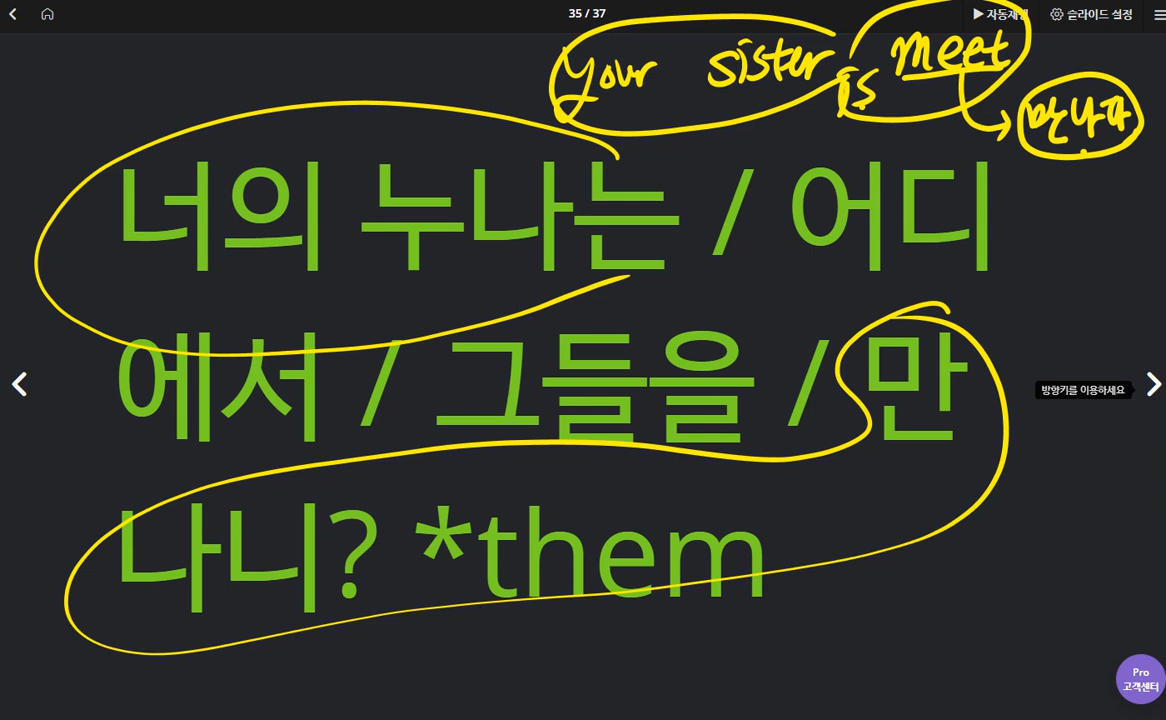 35 / 37
▶ 자동재생 슬라이드 설정
your sister is meet
만나다
너의 누나는 / 어디
에서 / 그들을 / 만
방향키를 이용하세요
나니? *them
Pro
고객센터